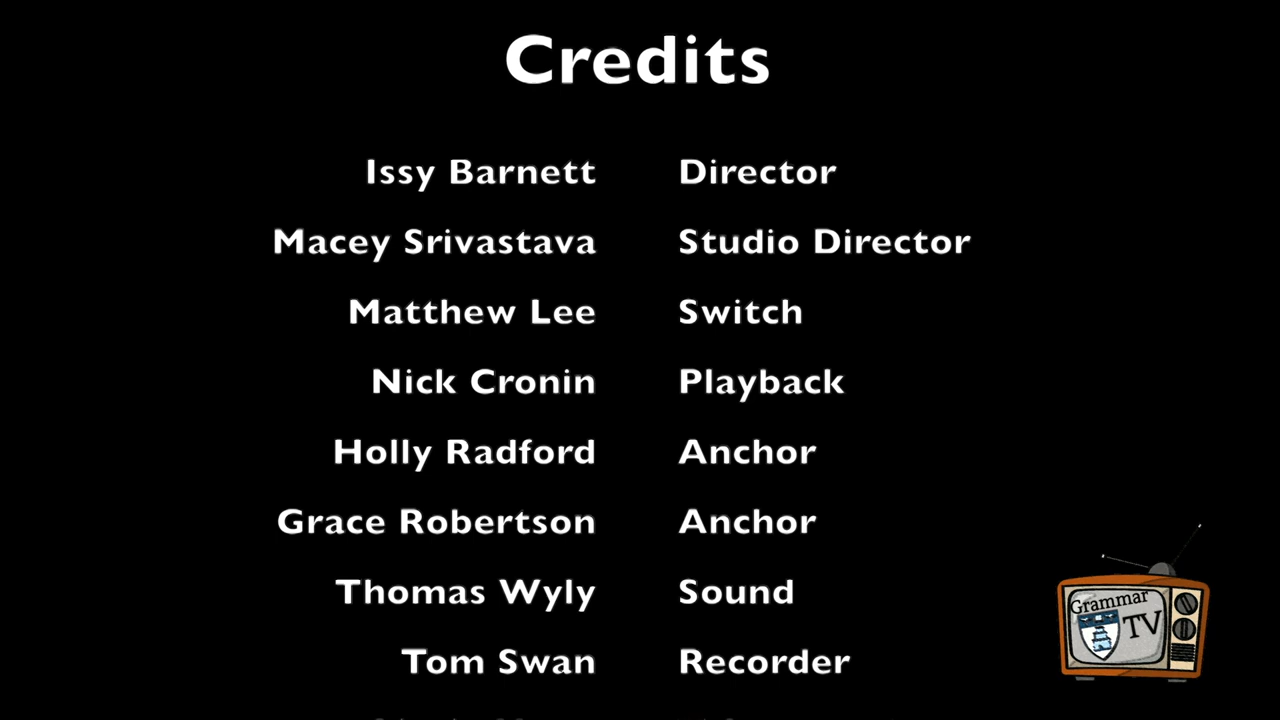 Credits
Issy Barnett Director
Macey Srivastava Studio Director
Matthew Lee Switch
Nick Cronin Playback
Holly Radford Anchor
Grace Robertson Anchor
Thomas Wyly Sound
Tom Swan Recorder
Grammar
TV